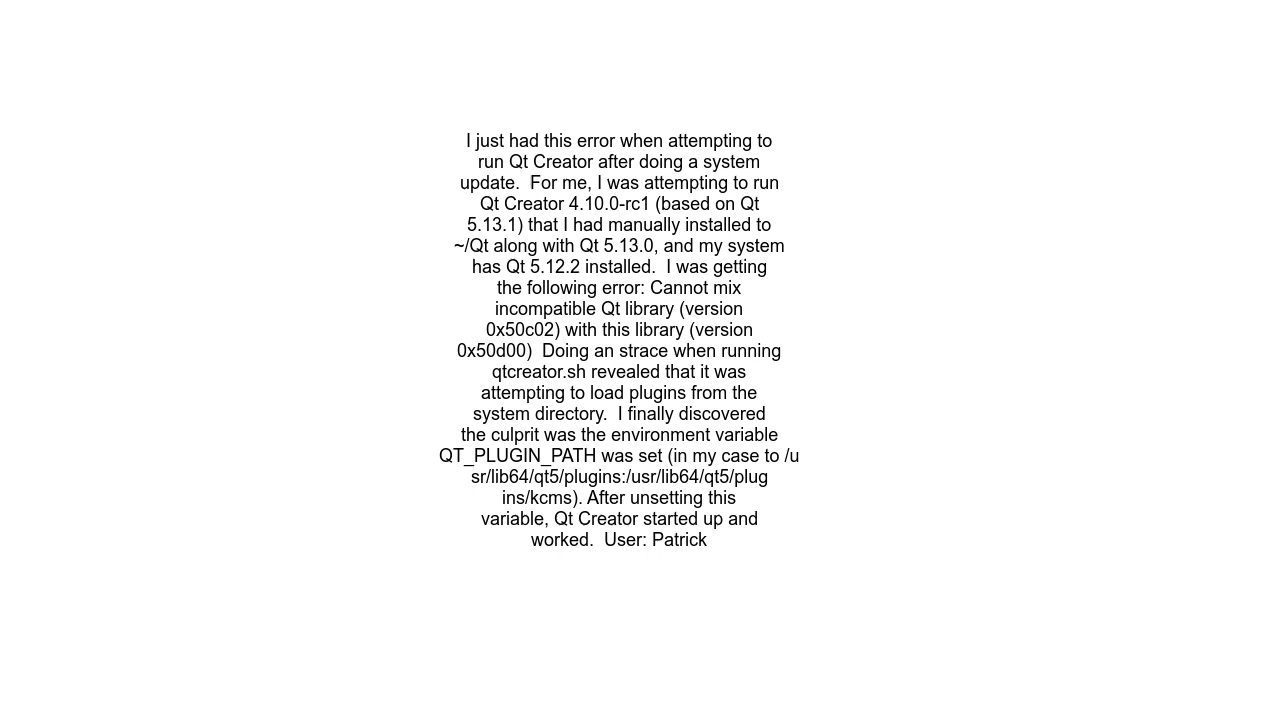 I just had this error when attempting to
run Qt Creator after doing a system
update.  For me, I was attempting to run
Qt Creator 4.10.0-rc1 (based on Qt
5.13.1) that I had manually installed to
~/Qt along with Qt 5.13.0, and my system
has Qt 5.12.2 installed.  I was getting
the following error: Cannot mix
incompatible Qt library (version
0x50c02) with this library (version
0x50d00)  Doing an strace when running
qtcreator.sh revealed that it was
attempting to load plugins from the
system directory.  I finally discovered
the culprit was the environment variable
QT_PLUGIN_PATH was set (in my case to /u
sr/lib64/qt5/plugins:/usr/lib64/qt5/plug
ins/kcms). After unsetting this
variable, Qt Creator started up and
worked.  User: Patrick